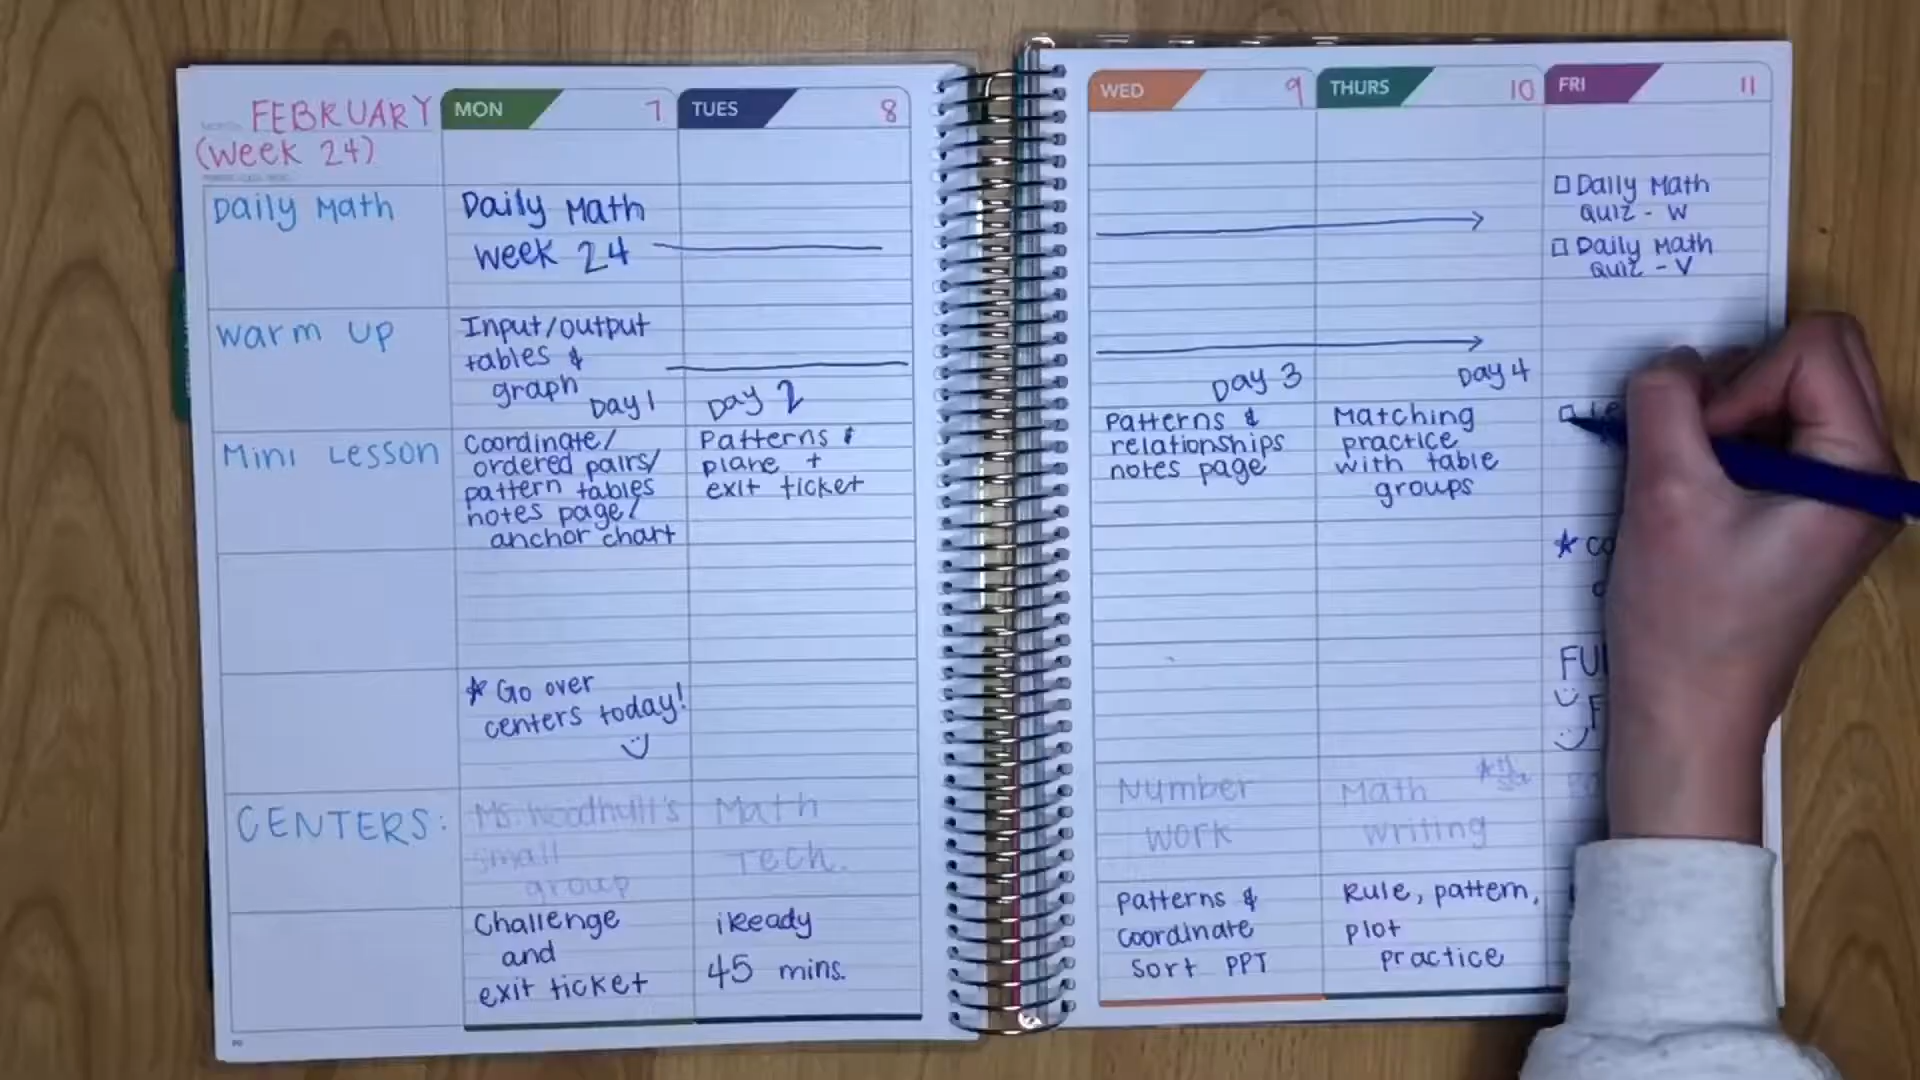 FEBRUARY
(week 24)
MON 7
TUES 8
WED 9
THURS 10
FRI 11
Daily Math
Daily Math
week 24
□ Daily Math
Quiz - W
□ Daily Math
Quiz - V
Warm Up
Input/output
tables &
graph
Day 1
Day 2
Day 3
Day 4
Mini Lesson
Coordinate/
ordered pairs/
pattern tables
notes page/
anchor chart
Patterns &
plane +
exit ticket
Patterns &
relationships
notes page
Matching
practice
with table
groups
* Go over
centers today!
CENTERS:
Ms. Woodhull's
small
group
Math
Tech.
Number
Work
Math
Writing
Challenge
and
exit ticket
iReady
45 mins.
Patterns &
Coordinate
Sort PPT
Rule, pattern,
plot
practice